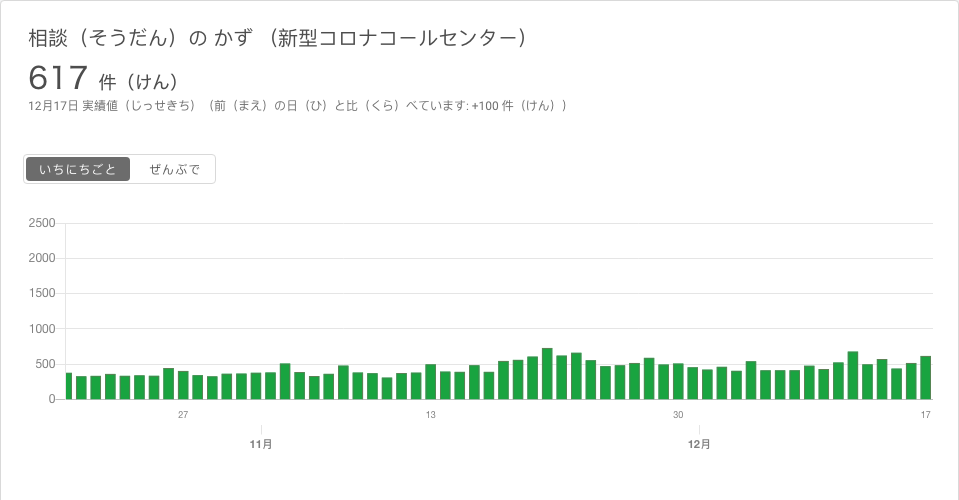 相談（そうだん）の かず （新型コロナコールセンター）
617 件（けん）
12月17日 実績値（じっせきち）（前（まえ）の日（ひ）と比（くら）べています: +100 件（けん））
いちにちごと ぜんぶで
2500
2000
1500
1000
500
0
27 13 30 17
11月 12月